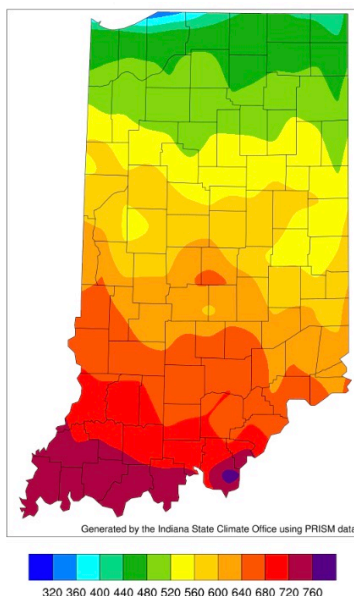 Generated by the Indiana State Climate Office using PRISM data
320 360 400 440 480 520 560 600 640 680 720 760